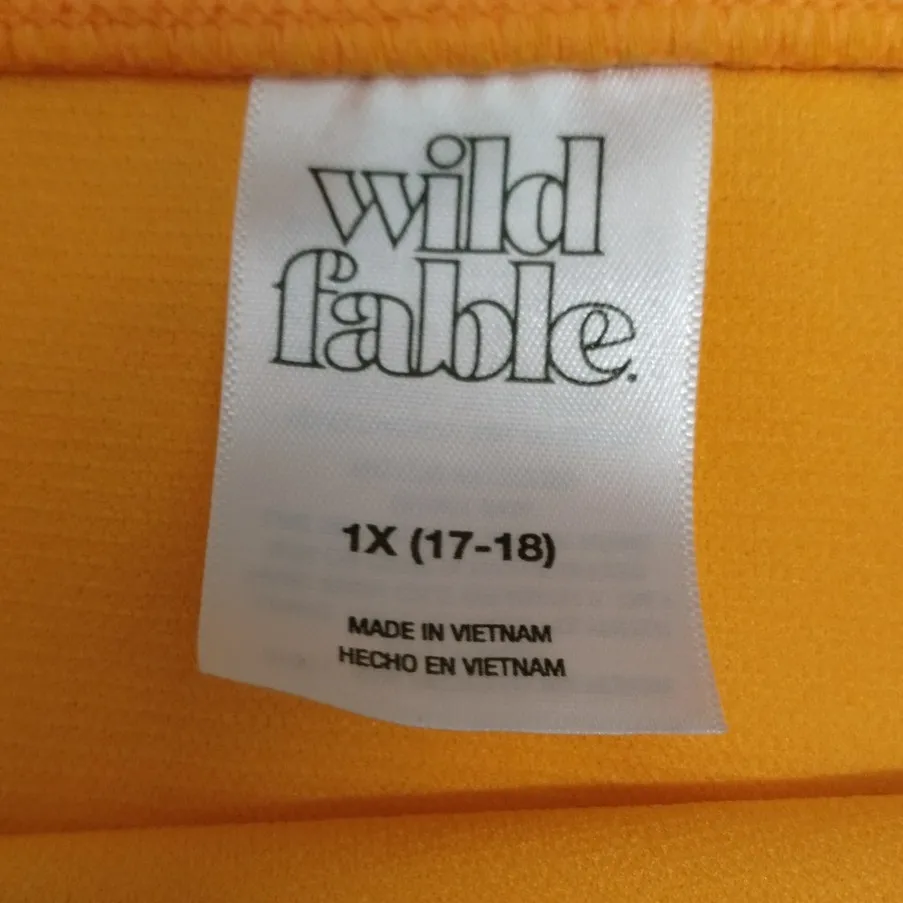 wild
fable.
1X (17-18)
MADE IN VIETNAM
HECHO EN VIETNAM